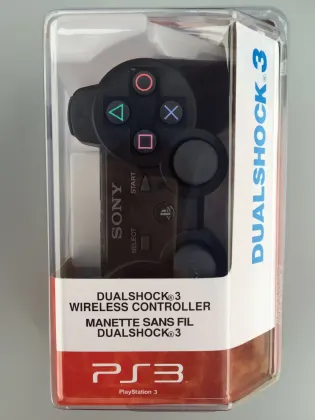 DUALSHOCK®3
START
SONY
SELECT
DUALSHOCK®3
WIRELESS CONTROLLER
MANETTE SANS FIL
DUALSHOCK®3
PS3
PlayStation 3